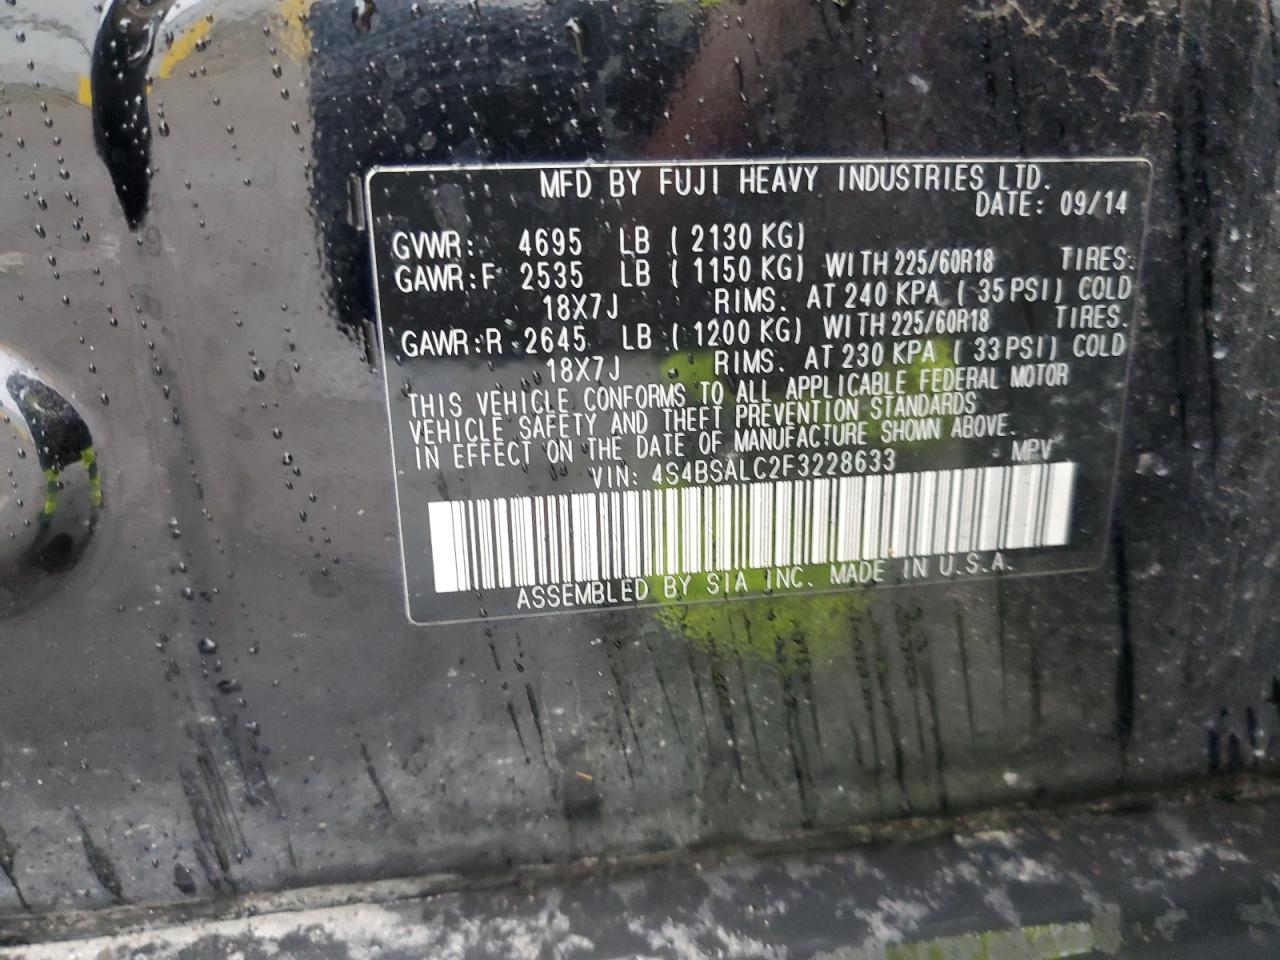 MFD BY FUJI HEAVY INDUSTRIES LTD.
DATE: 09/14
GVWR: 4695 LB ( 2130 KG)
GAWR:F 2535 LB ( 1150 KG) WITH 225/60R18 TIRES.
18X7J RIMS. AT 240 KPA ( 35 PSI) COLD
GAWR:R 2645 LB ( 1200 KG) WITH 225/60R18 TIRES.
18X7J RIMS. AT 230 KPA ( 33 PSI) COLD
THIS VEHICLE CONFORMS TO ALL APPLICABLE FEDERAL MOTOR
VEHICLE SAFETY AND THEFT PREVENTION STANDARDS
IN EFFECT ON THE DATE OF MANUFACTURE SHOWN ABOVE.
VIN: 4S4BSALC2F3228633 MPV
ASSEMBLED BY SIA INC. MADE IN U.S.A.